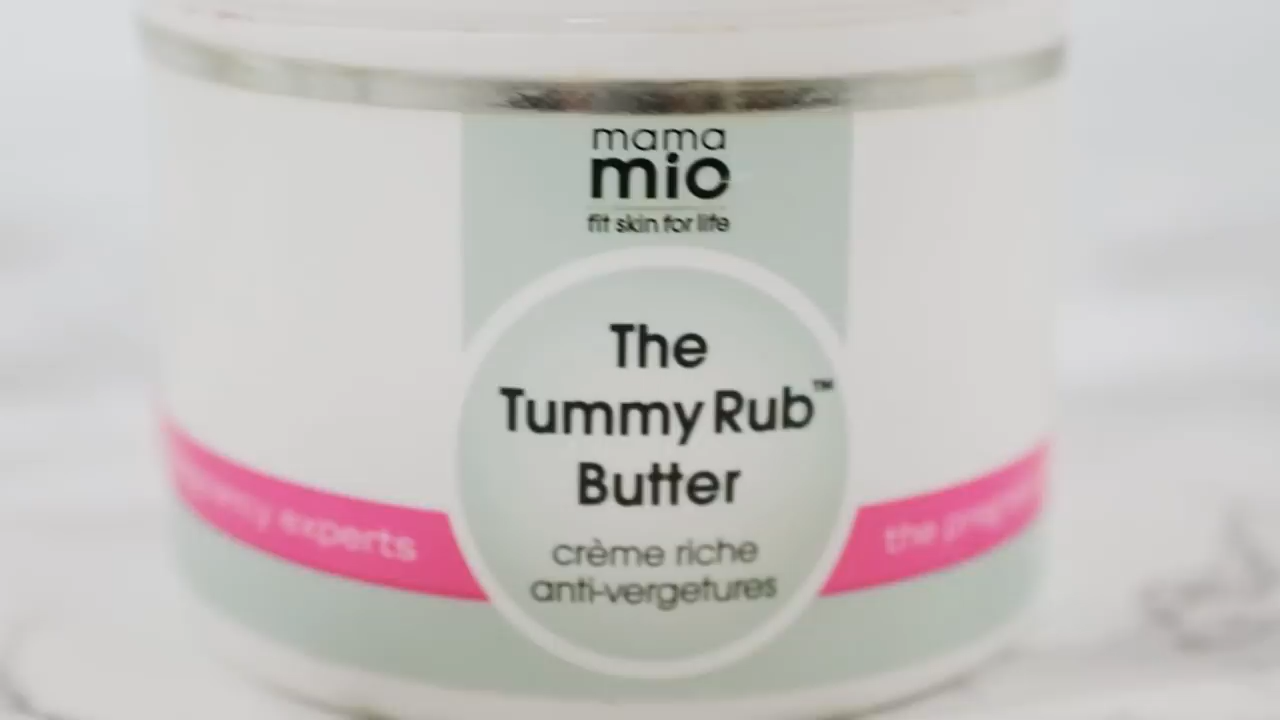 mama
mio
fit skin for life
The
Tummy Rub™
Butter
crème riche
anti-vergetures
experts
the